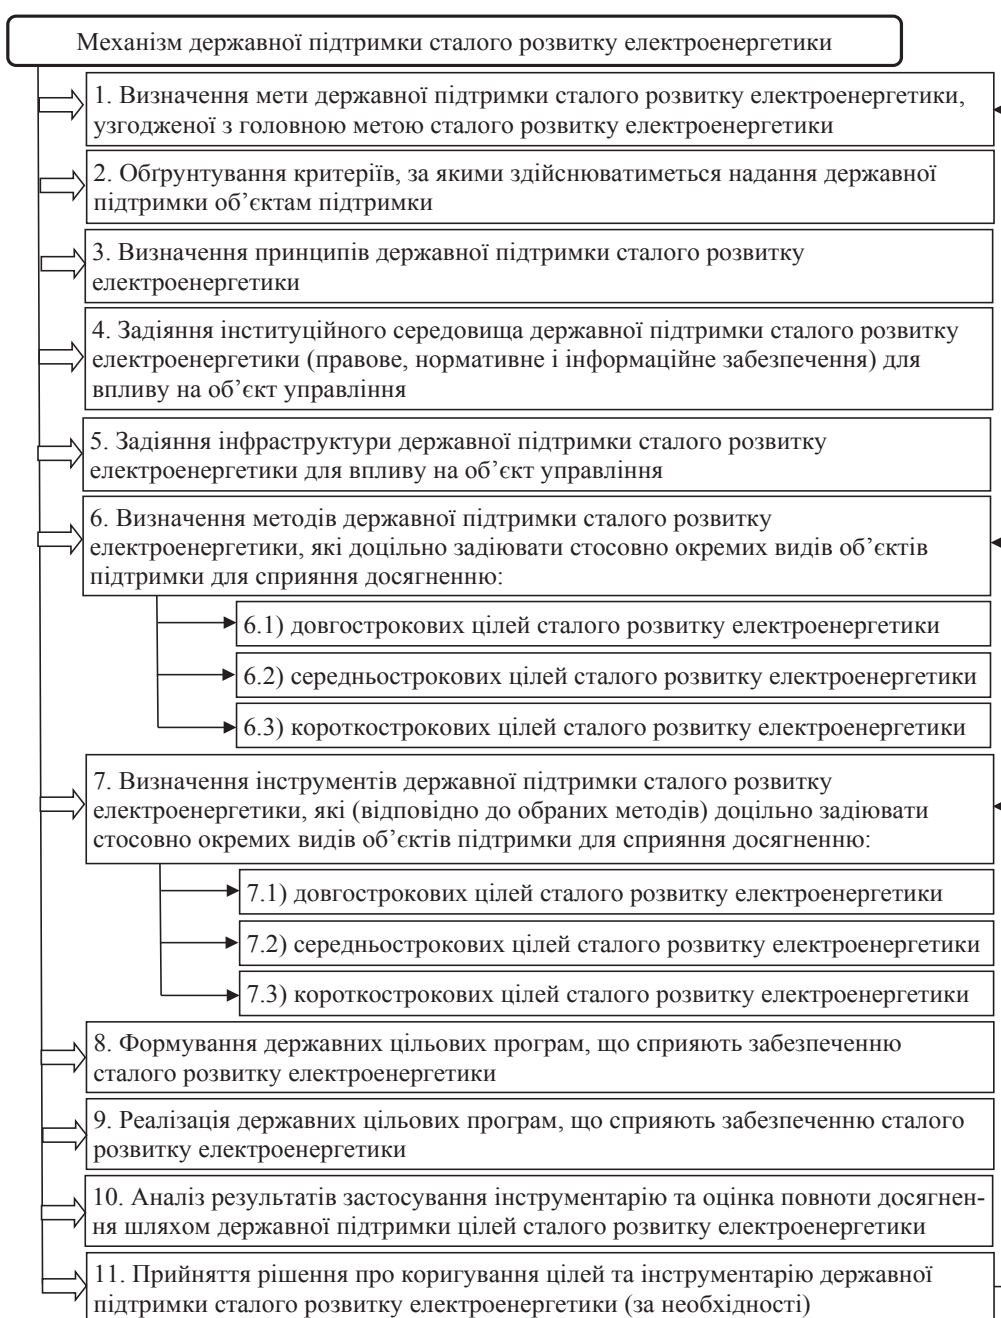 Механізм державної підтримки сталого розвитку електроенергетики
1. Визначення мети державної підтримки сталого розвитку електроенергетики,
узгодженої з головною метою сталого розвитку електроенергетики
2. Обґрунтування критеріїв, за якими здійснюватиметься надання державної
підтримки об’єктам підтримки
3. Визначення принципів державної підтримки сталого розвитку
електроенергетики
4. Задіяння інституційного середовища державної підтримки сталого розвитку
електроенергетики (правове, нормативне і інформаційне забезпечення) для
впливу на об’єкт управління
5. Задіяння інфраструктури державної підтримки сталого розвитку
електроенергетики для впливу на об’єкт управління
6. Визначення методів державної підтримки сталого розвитку
електроенергетики, які доцільно задіювати стосовно окремих видів об’єктів
підтримки для сприяння досягненню:
6.1) довгострокових цілей сталого розвитку електроенергетики
6.2) середньострокових цілей сталого розвитку електроенергетики
6.3) короткострокових цілей сталого розвитку електроенергетики
7. Визначення інструментів державної підтримки сталого розвитку
електроенергетики, які (відповідно до обраних методів) доцільно задіювати
стосовно окремих видів об’єктів підтримки для сприяння досягненню:
7.1) довгострокових цілей сталого розвитку електроенергетики
7.2) середньострокових цілей сталого розвитку електроенергетики
7.3) короткострокових цілей сталого розвитку електроенергетики
8. Формування державних цільових програм, що сприяють забезпеченню
сталого розвитку електроенергетики
9. Реалізація державних цільових програм, що сприяють забезпеченню сталого
розвитку електроенергетики
10. Аналіз результатів застосування інструментарію та оцінка повноти досягнен-
ня шляхом державної підтримки цілей сталого розвитку електроенергетики
11. Прийняття рішення про коригування цілей та інструментарію державної
підтримки сталого розвитку електроенергетики (за необхідності)